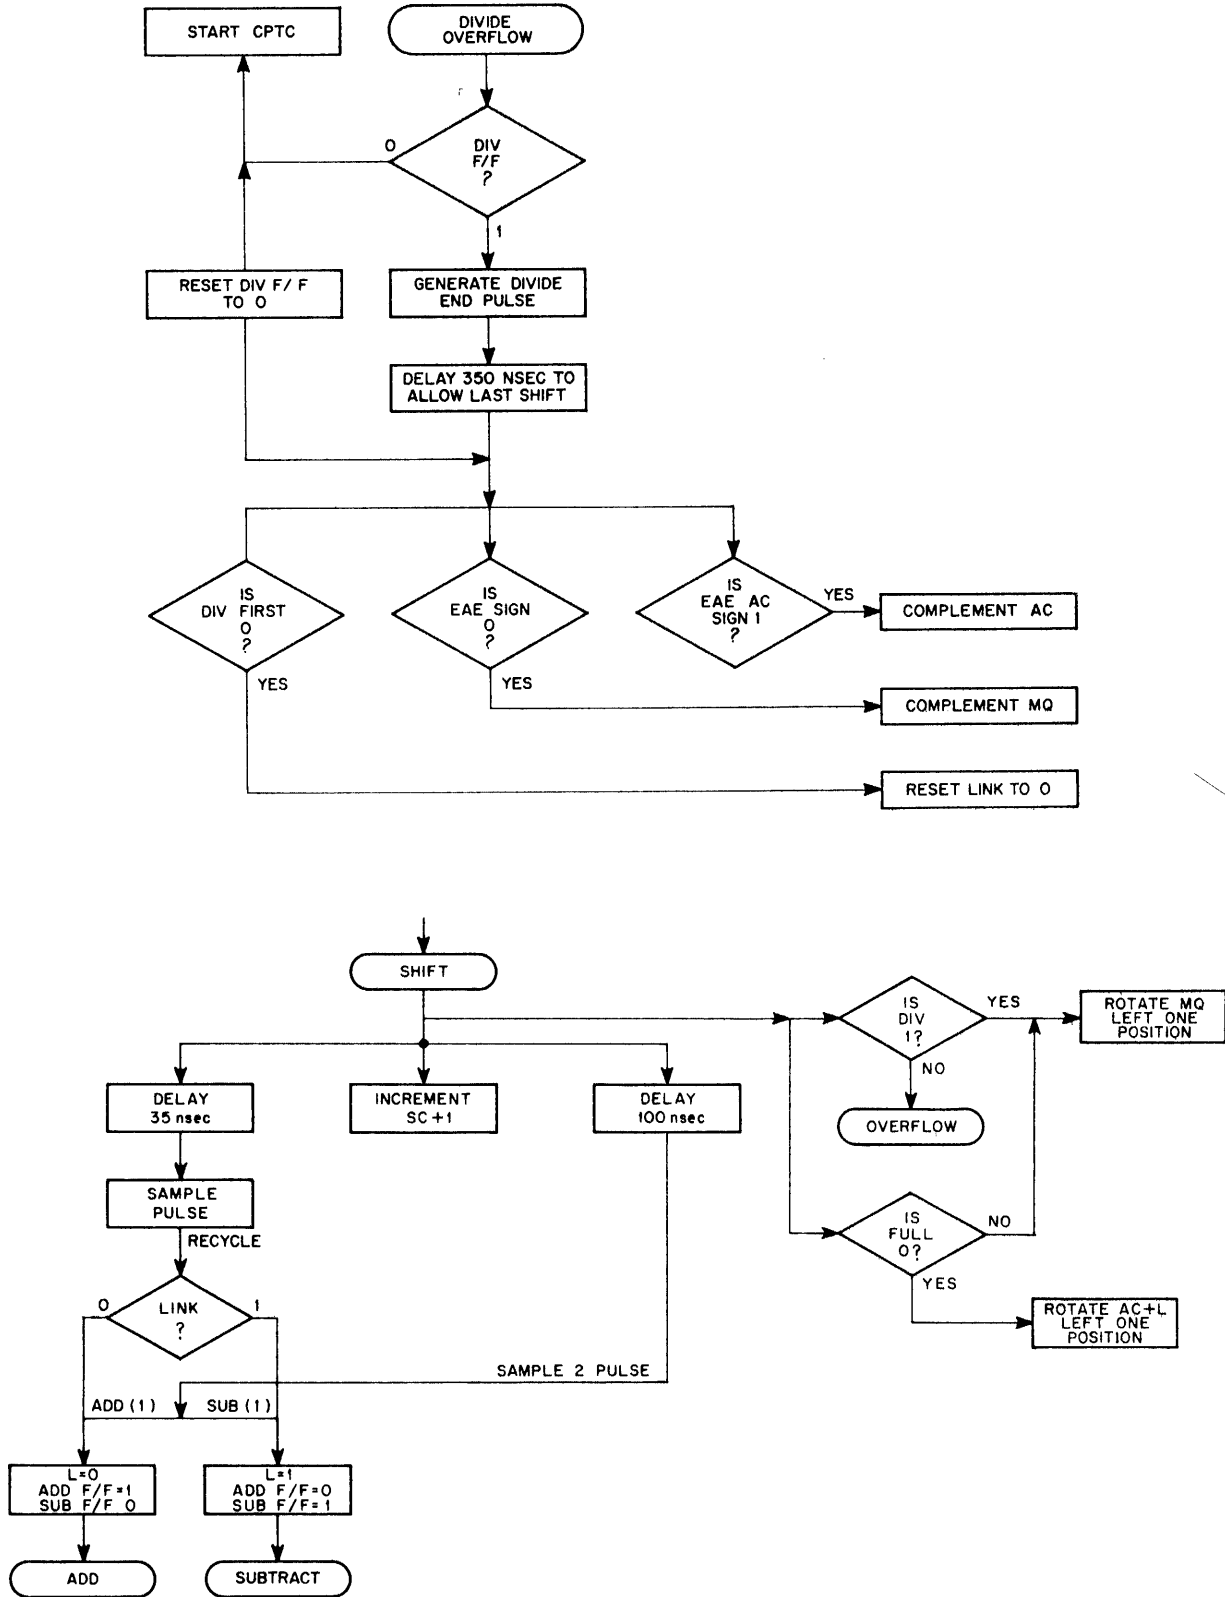 START CPTC
DIVIDE
OVERFLOW
0
DIV
F/F
?
1
RESET DIV F/F
TO 0
GENERATE DIVIDE
END PULSE
DELAY 350 NSEC TO
ALLOW LAST SHIFT
IS
DIV FIRST
0
?
YES
IS
EAE SIGN
0
?
YES
IS
EAE AC
SIGN 1
?
YES
COMPLEMENT AC
COMPLEMENT MQ
RESET LINK TO 0
SHIFT
DELAY
35 nsec
INCREMENT
SC+1
DELAY
100 nsec
IS
DIV
1?
YES
NO
ROTATE MQ
LEFT ONE
POSITION
OVERFLOW
SAMPLE
PULSE
RECYCLE
IS
FULL
0?
NO
YES
ROTATE AC+L
LEFT ONE
POSITION
0
LINK
?
1
SAMPLE 2 PULSE
ADD (1)
SUB (1)
L=0
ADD F/F=1
SUB F/F 0
L=1
ADD F/F=0
SUB F/F=1
ADD
SUBTRACT